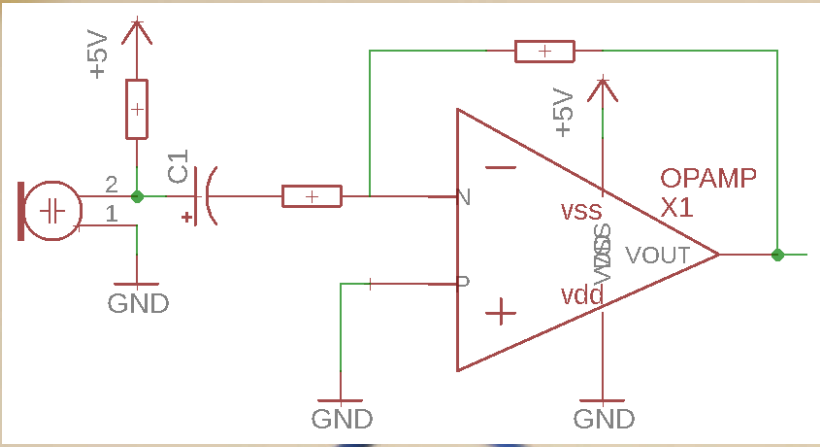 +5V
C1
2
1
+
GND
+5V
OPAMP
X1
N
−
vss
VOUT
P
+
vdd
GND
GND